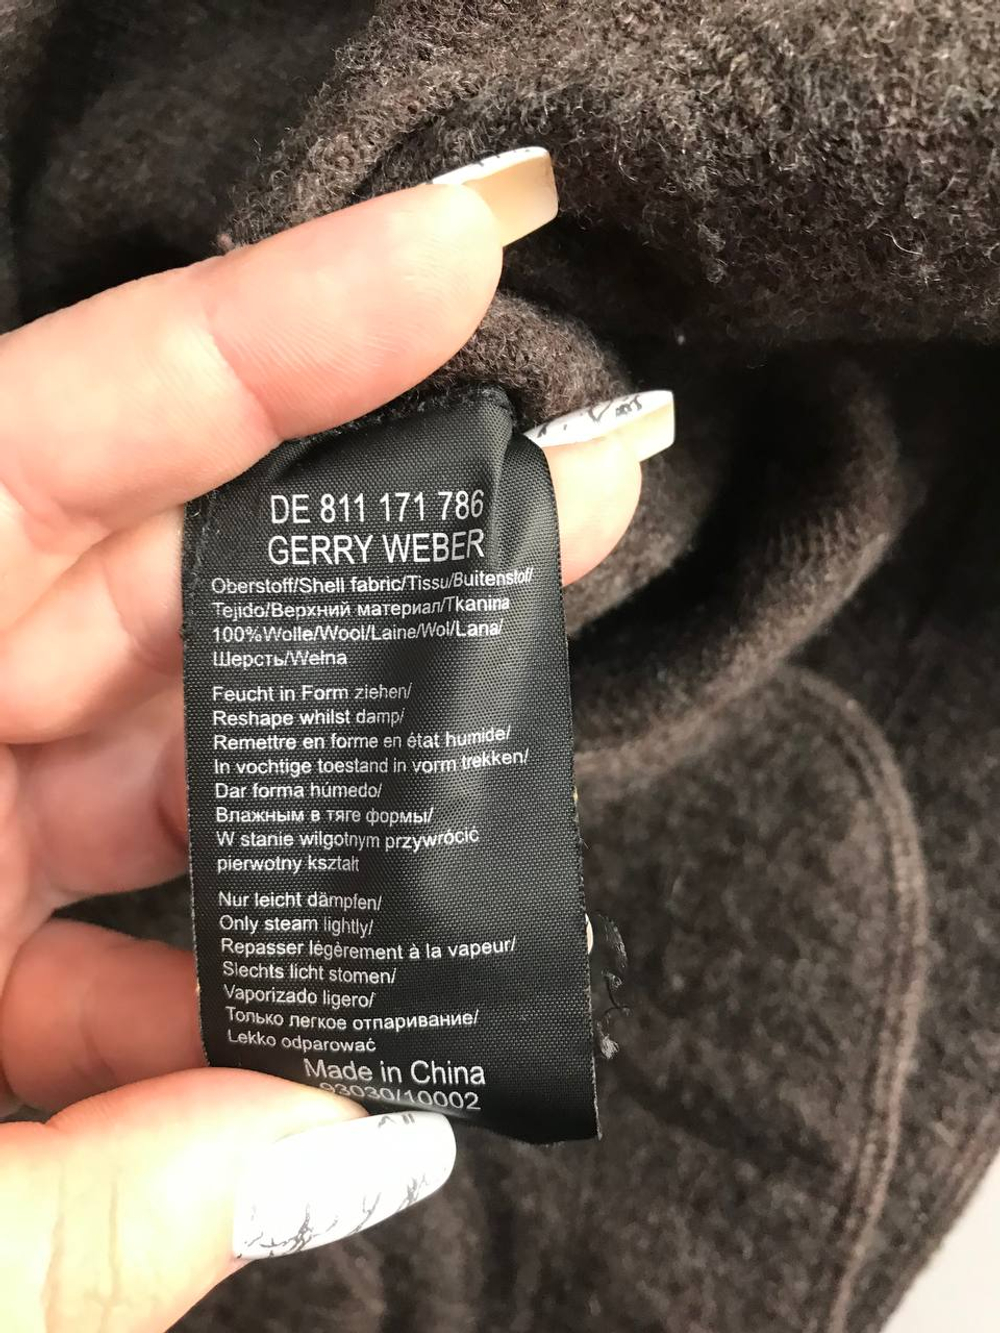 DE 811 171 786
GERRY WEBER
Oberstoff/Shell fabric/Tissu/Buitenstof/
Tejido/Верхний материал/Tkanina
100%Wolle/Wool/Laine/Wol/Lana/
Шерсть/Wełna
Feucht in Form ziehen/
Reshape whilst damp/
Remettre en forme en état humide/
In vochtige toestand in vorm trekken/
Dar forma húmedo/
Влажным в тяге формы/
W stanie wilgotnym przywrócić
pierwotny kształt
Nur leicht dämpfen/
Only steam lightly/
Repasser légèrement à la vapeur/
Slechts licht stomen/
Vaporizado ligero/
Только легкое отпаривание/
Lekko odparować
Made in China
93030/10002